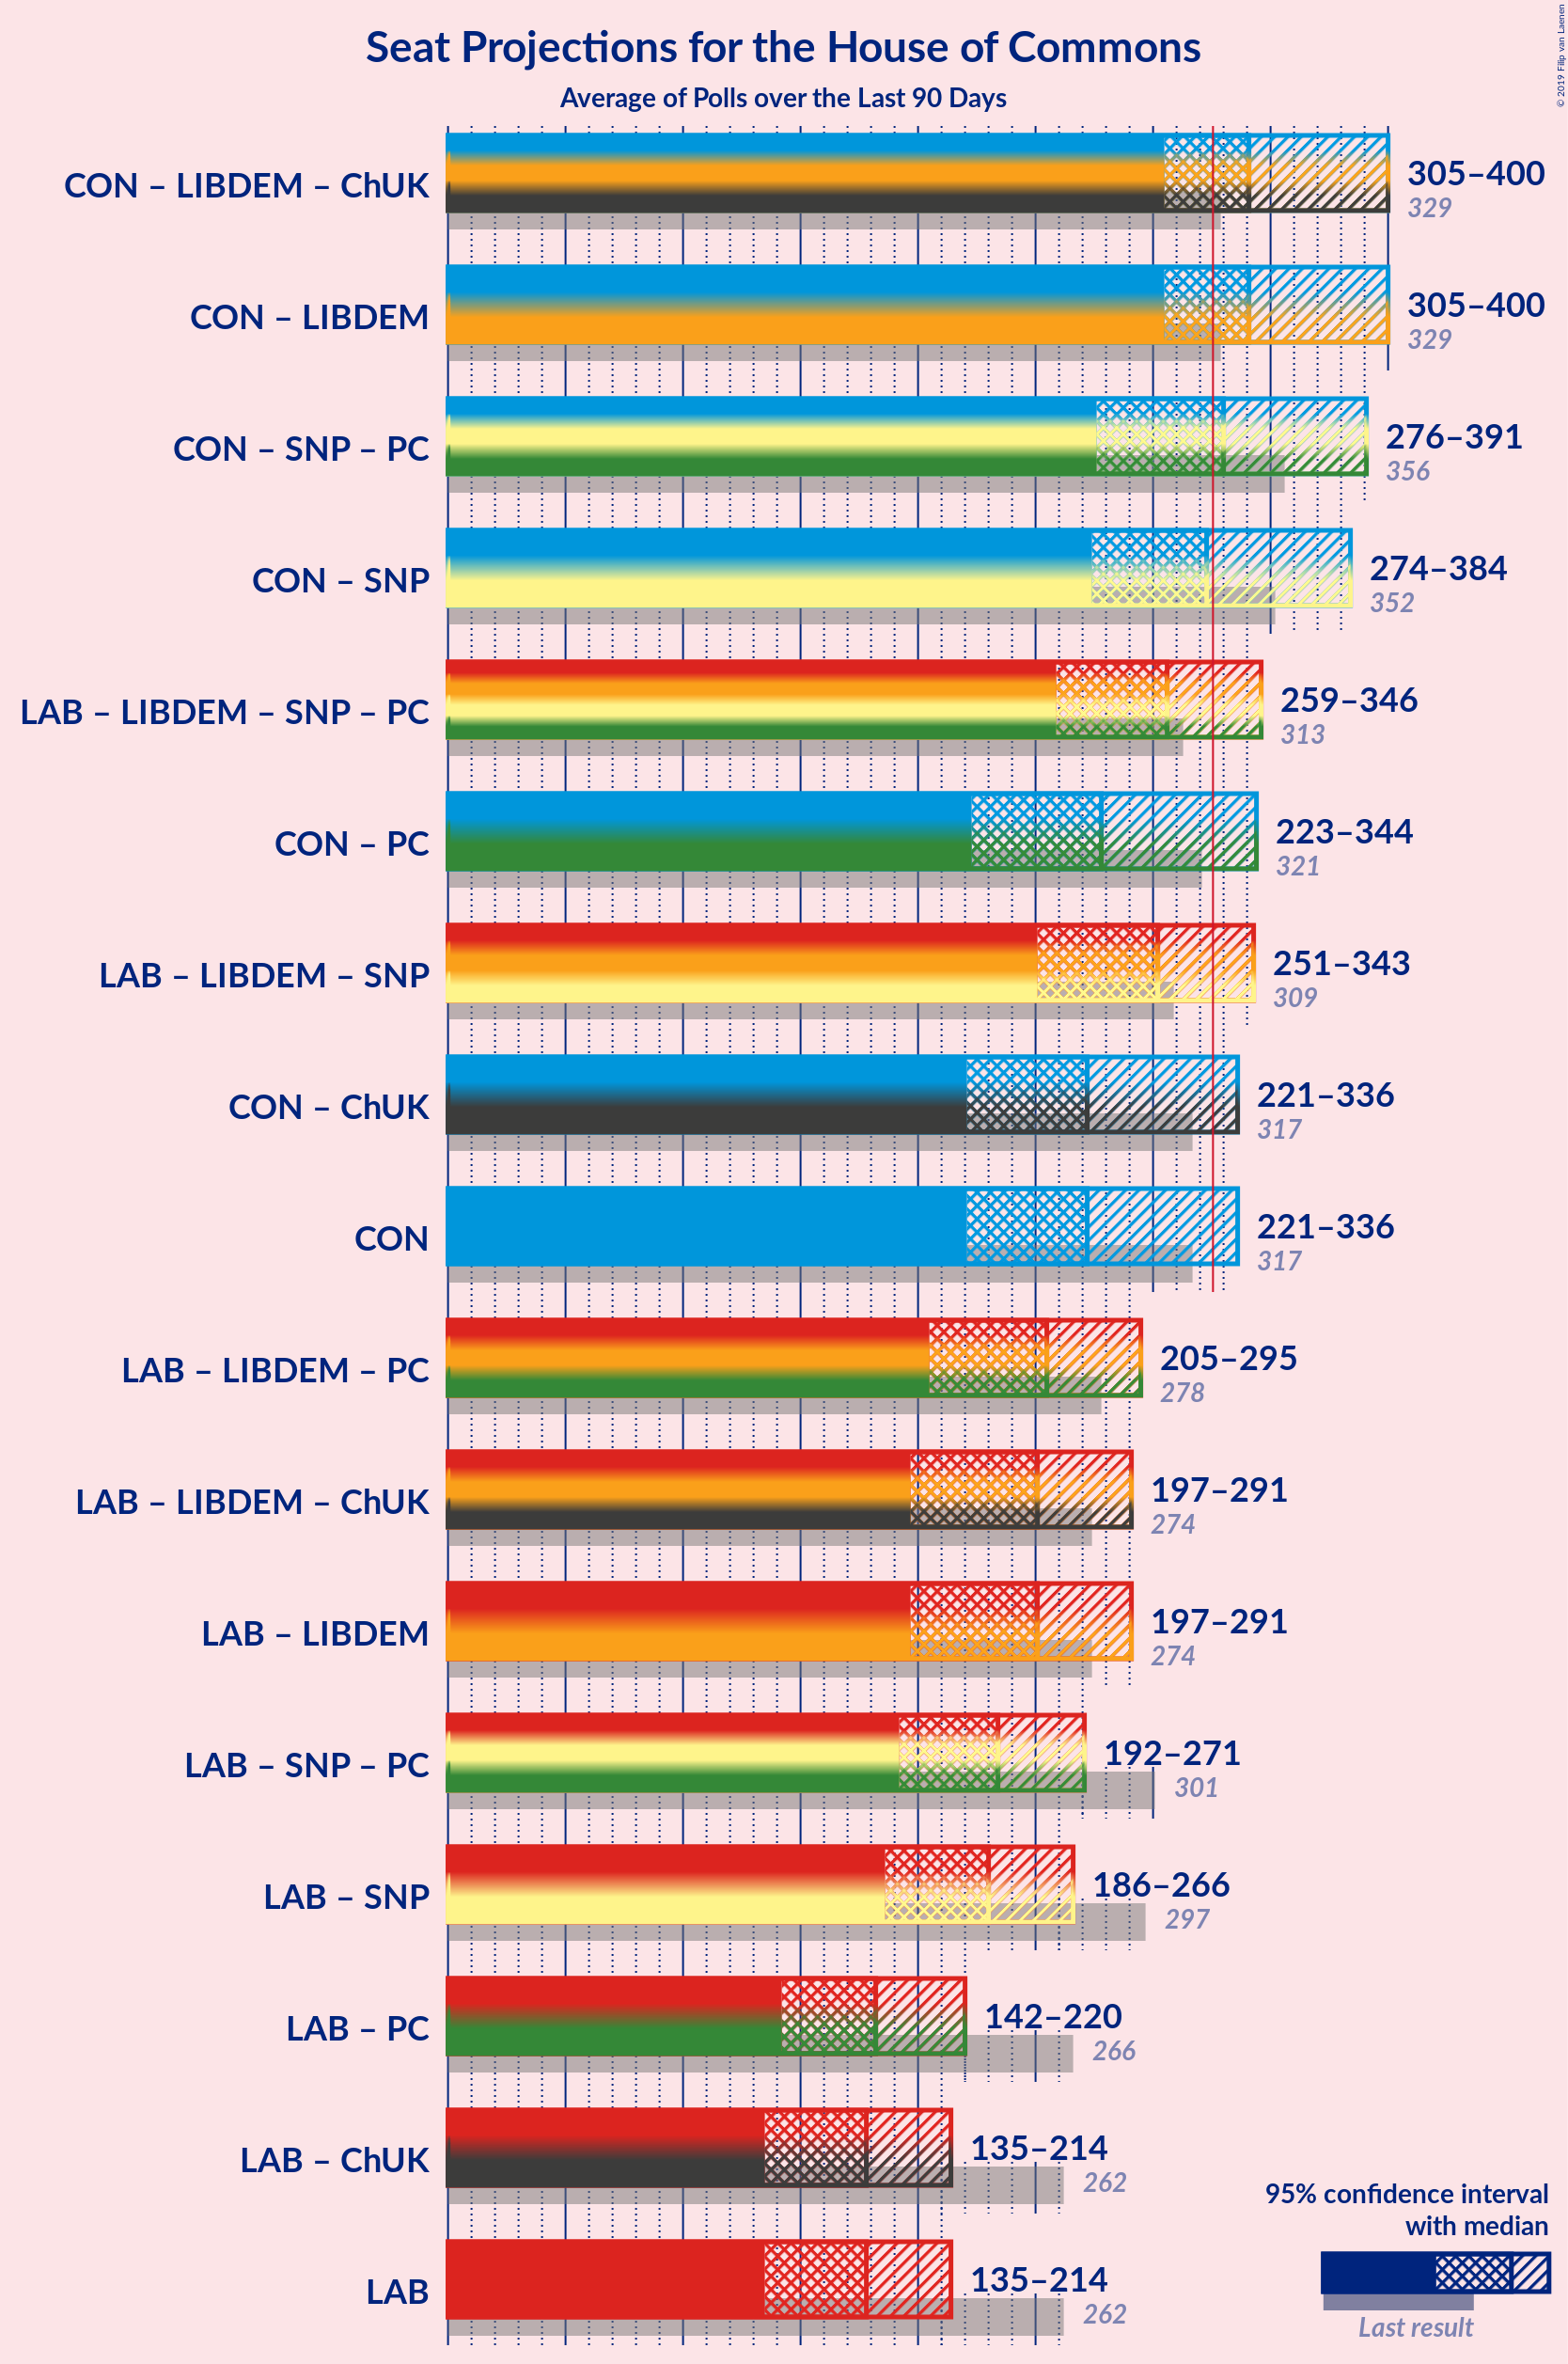 Seat Projections for the House of Commons
Average of Polls over the Last 90 Days
© 2019 Filip van Laenen
CON – LIBDEM – ChUK
305–400
329
CON – LIBDEM
305–400
329
CON – SNP – PC
276–391
356
CON – SNP
274–384
352
LAB – LIBDEM – SNP – PC
259–346
313
CON – PC
223–344
321
LAB – LIBDEM – SNP
251–343
309
CON – ChUK
221–336
317
CON
221–336
317
LAB – LIBDEM – PC
205–295
278
LAB – LIBDEM – ChUK
197–291
274
LAB – LIBDEM
197–291
274
LAB – SNP – PC
192–271
301
LAB – SNP
186–266
297
LAB – PC
142–220
266
LAB – ChUK
135–214
262
LAB
135–214
262
95% confidence interval
with median
Last result